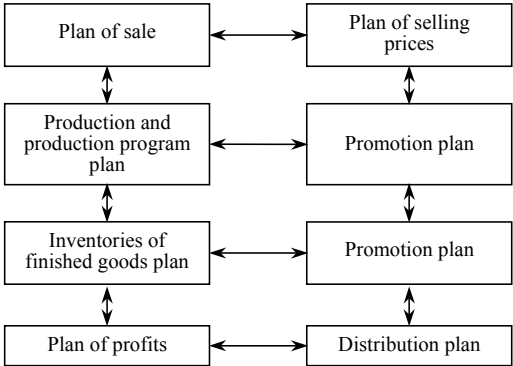 Plan of sale
Plan of selling
prices
Production and
production program
plan
Promotion plan
Inventories of
finished goods plan
Promotion plan
Plan of profits
Distribution plan